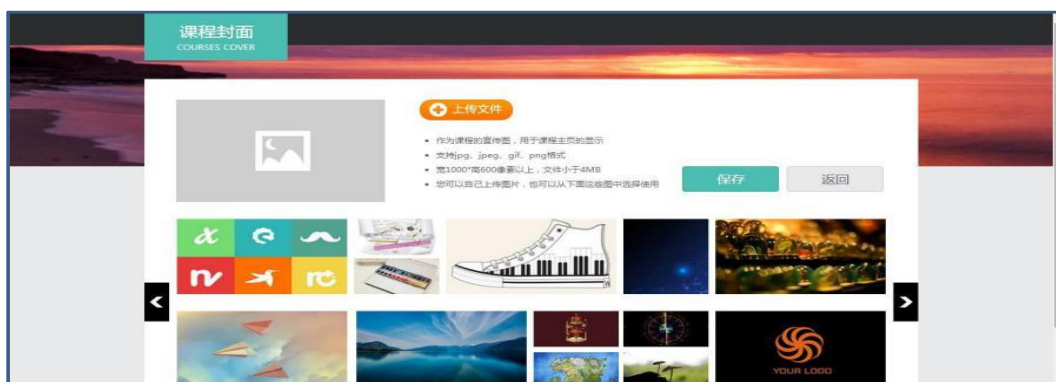 课程封面
COURSES COVER
上传文件
作为课程的宣传图，用于课程主页的显示
支持jpg、jpeg、gif、png格式
宽1000*高600像素以上，文件小于4MB
您可以自己上传图片，也可以从下面这些图中选择使用
保存
返回
YOUR LOGO